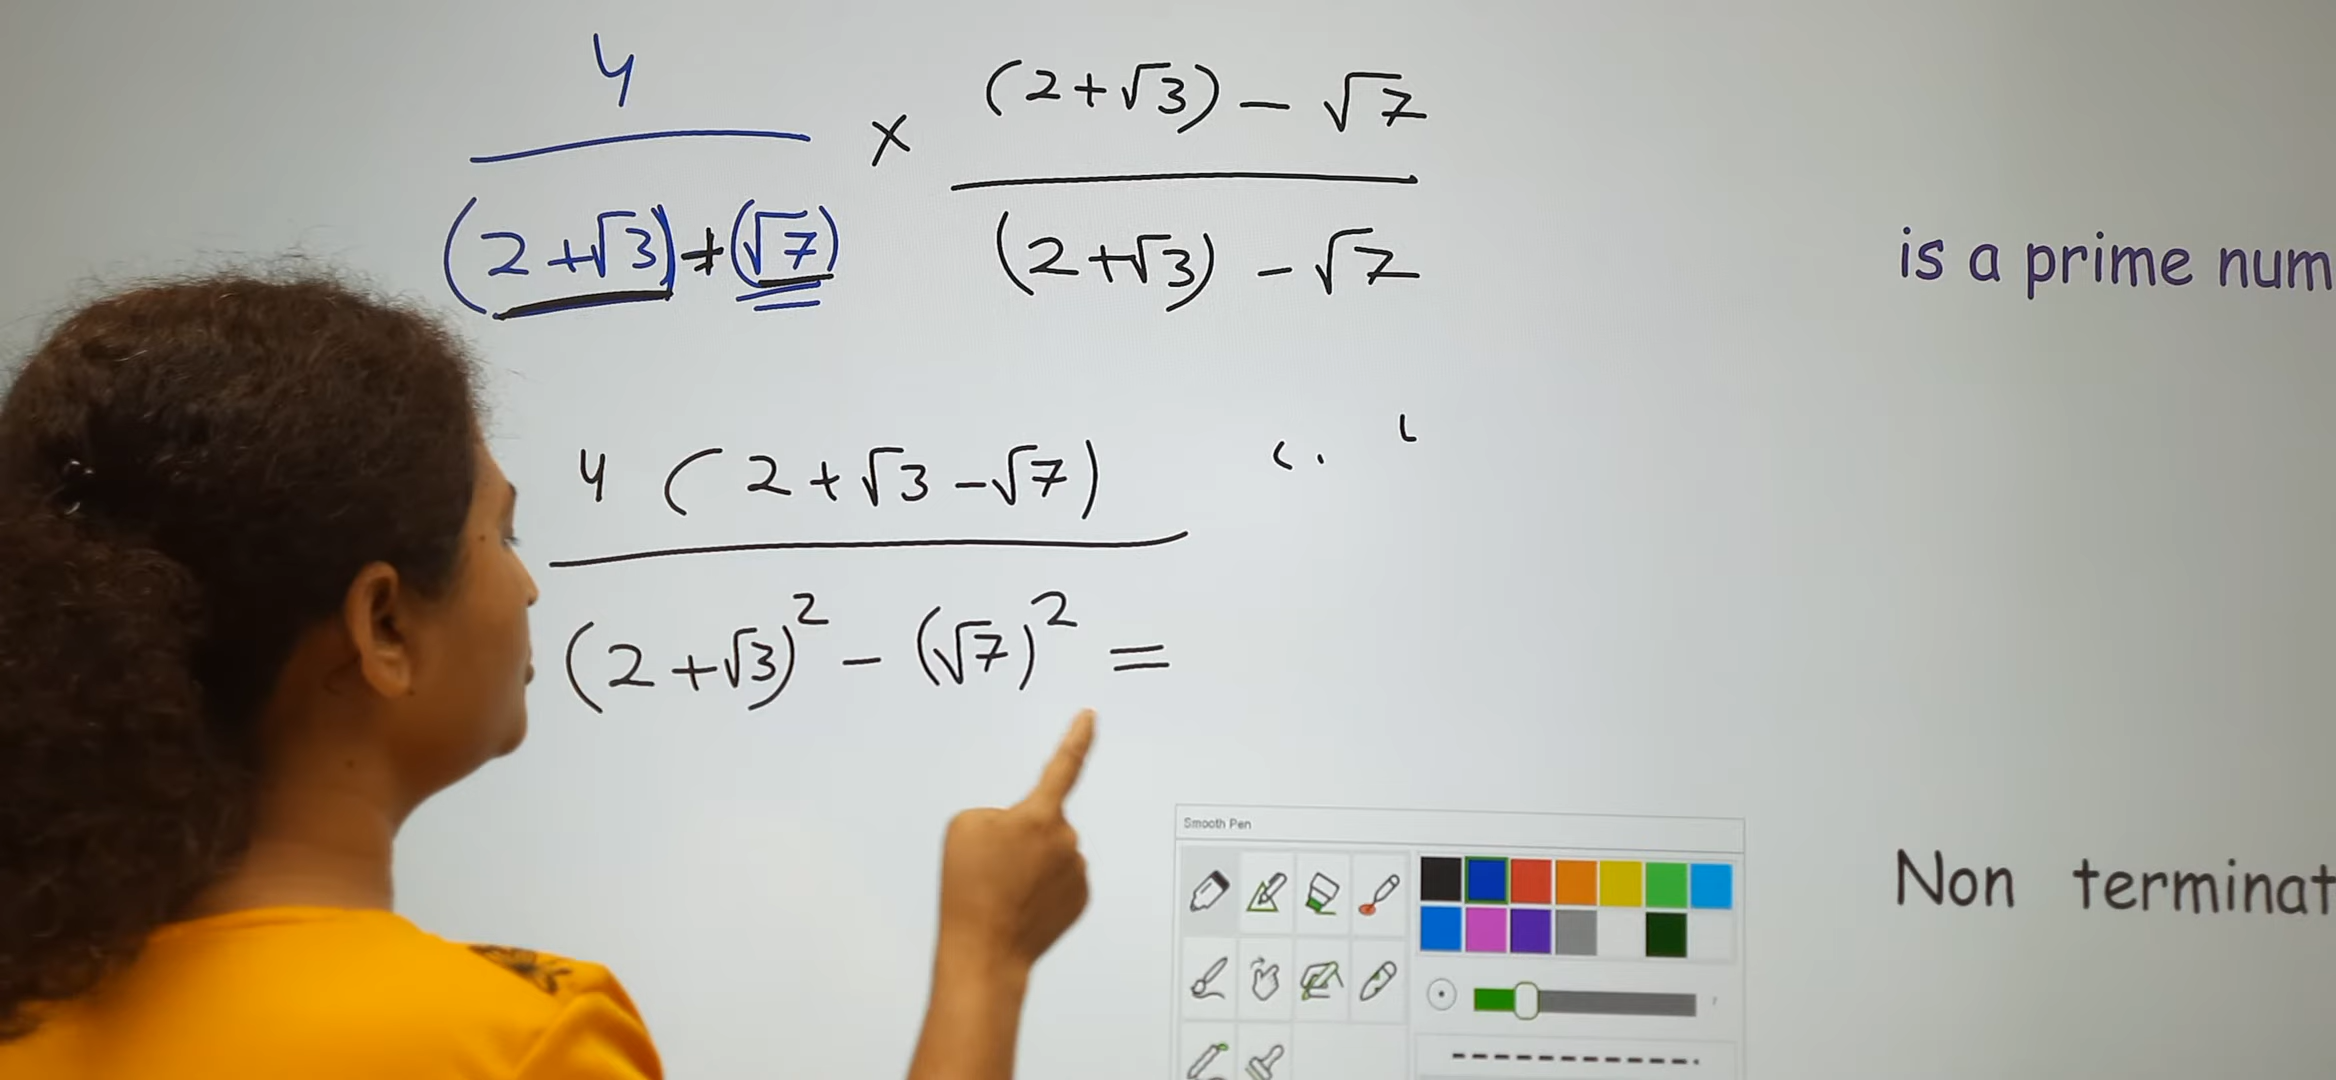 4 / ((2+√3)+(√7)) × ((2+√3) - √7) / ((2+√3) - √7)
is a prime num
4 (2+√3-√7) / ((2+√3)² - (√7)²) =
Smooth Pen
Non terminat